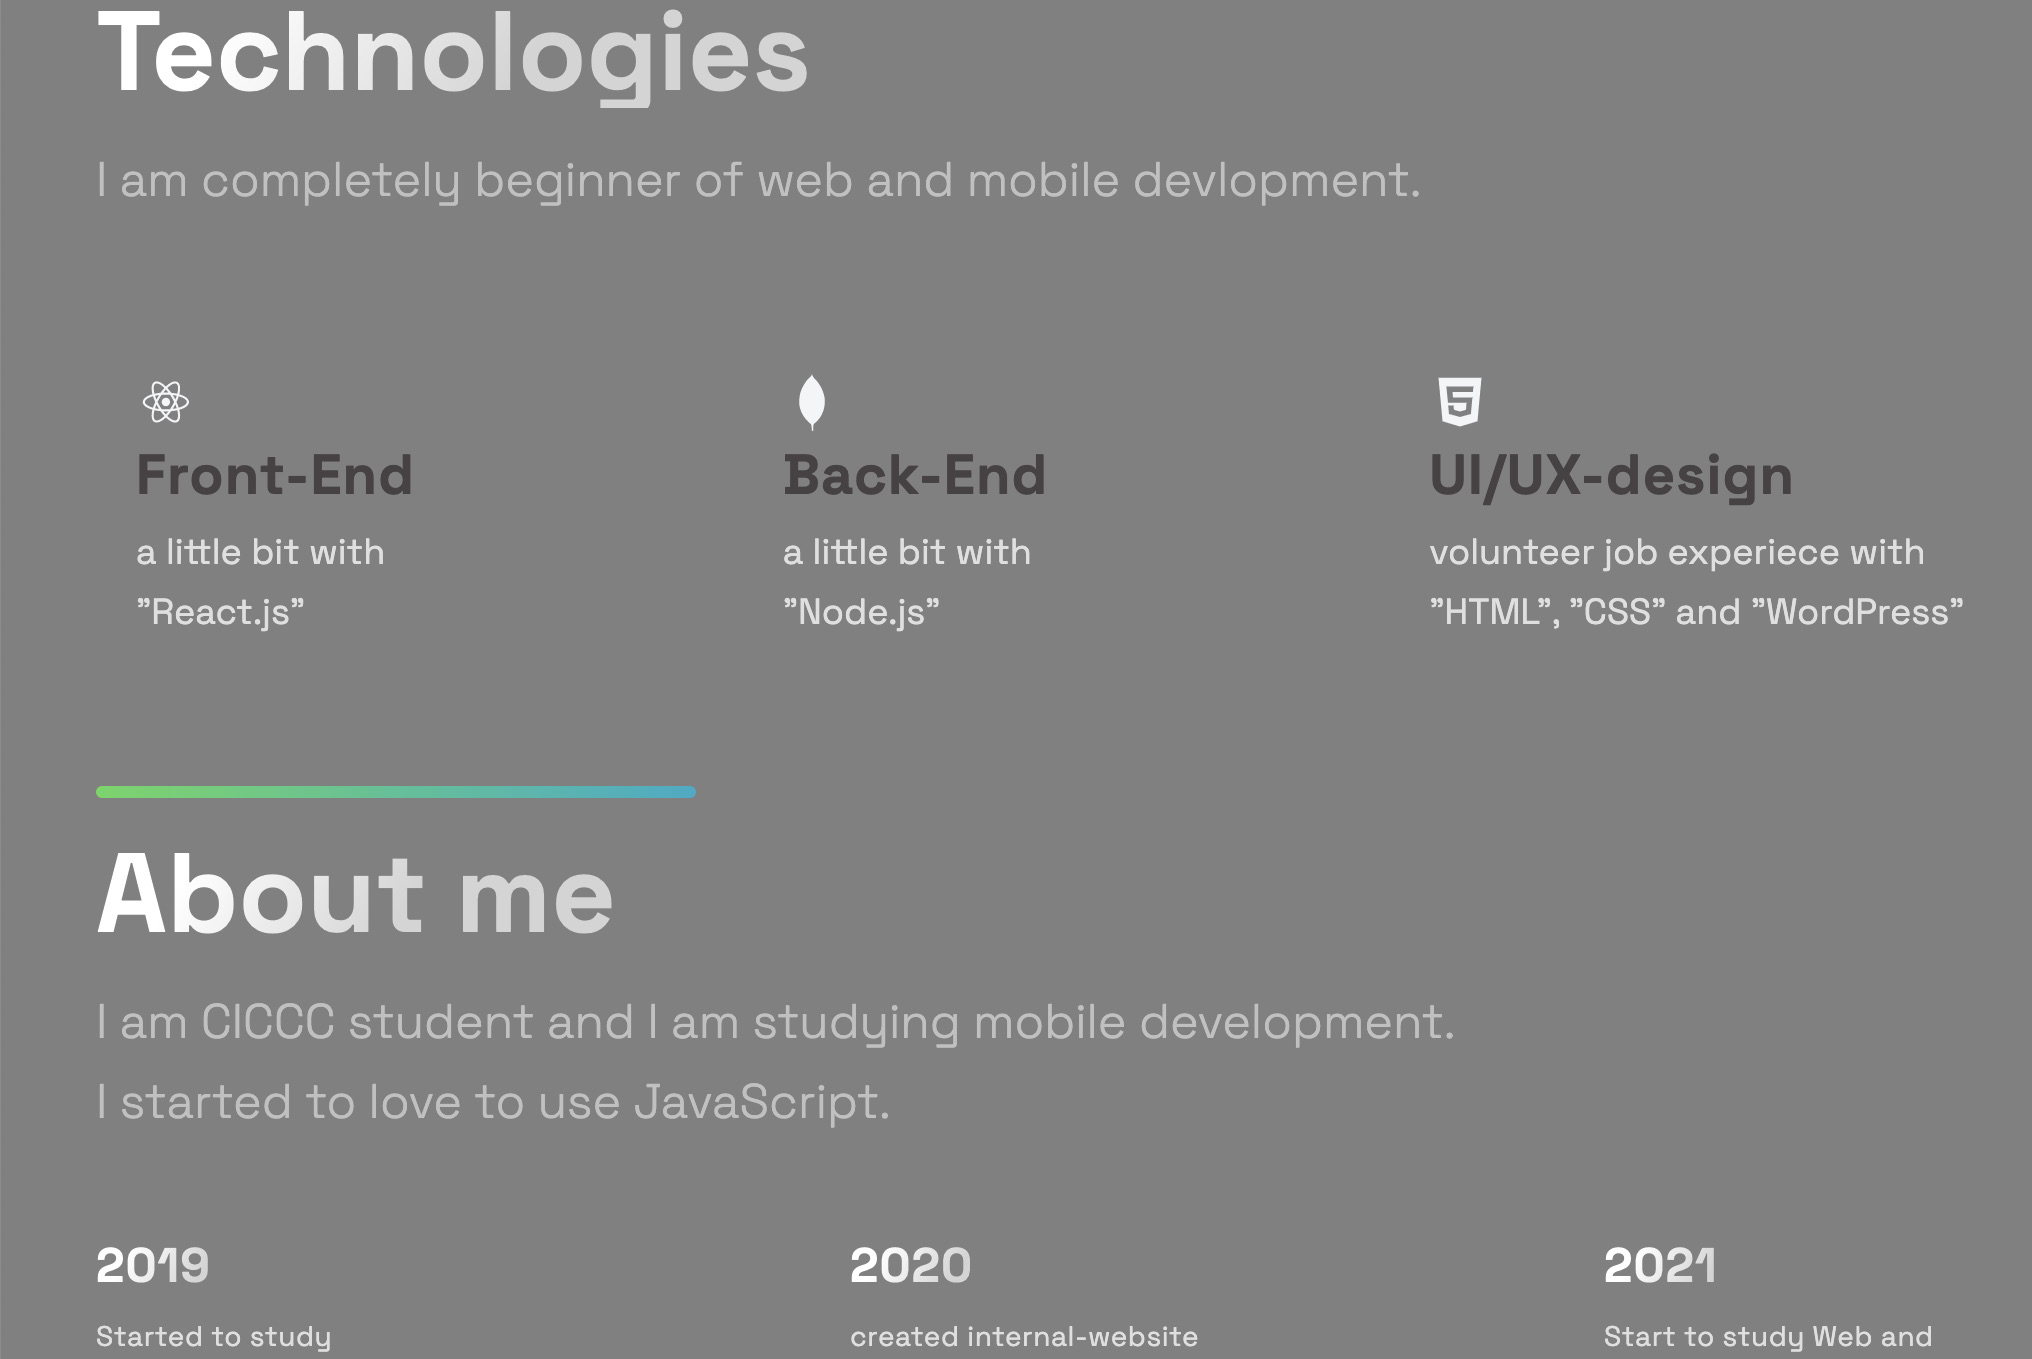 Technologies
I am completely beginner of web and mobile devlopment.
Front-End
a little bit with
”React.js”
Back-End
a little bit with
”Node.js”
UI/UX-design
volunteer job experiece with
”HTML”, ”CSS” and ”WordPress”
About me
I am CICCC student and I am studying mobile development.
I started to love to use JavaScript.
2019
Started to study
2020
created internal-website
2021
Start to study Web and